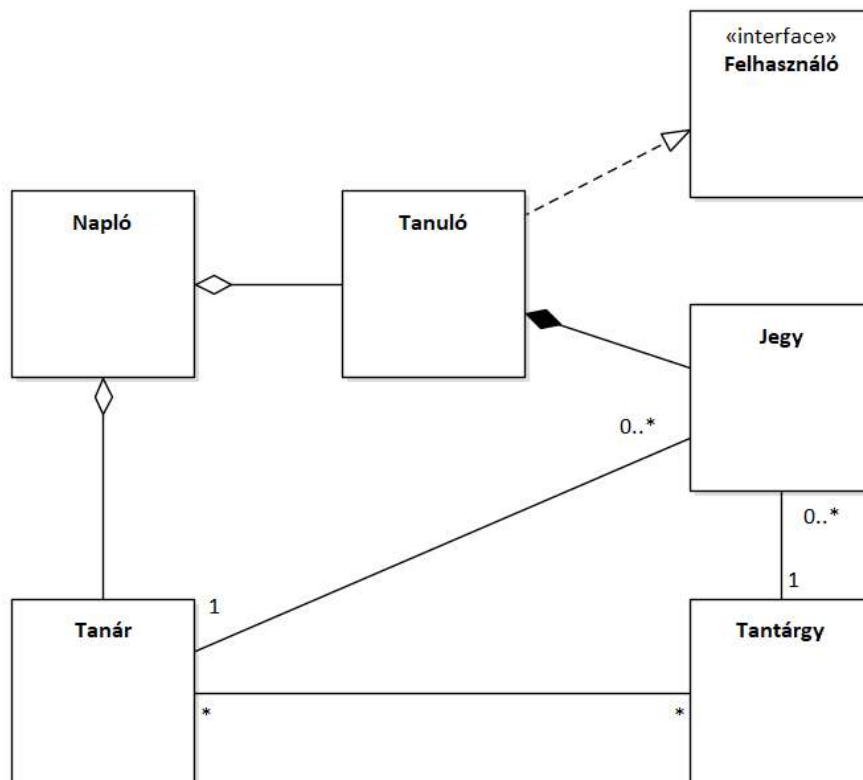 «interface»
Felhasználó
Napló
Tanuló
Jegy
0..*
0..*
1
1
Tanár
Tantárgy
*
*